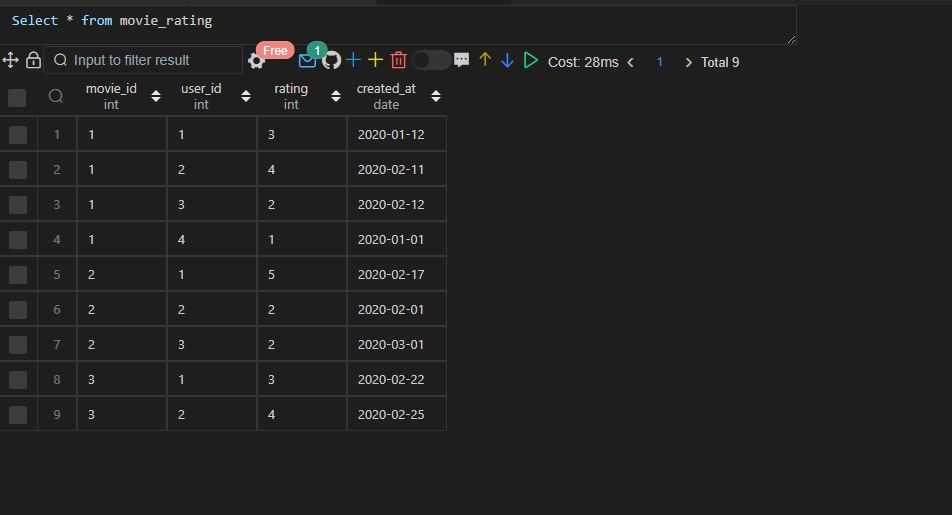 Select * from movie_rating
Input to filter result Free 1 Cost: 28ms 1 Total 9
movie_id user_id rating created_at
int int int date
1 1 1 3 2020-01-12
2 1 2 4 2020-02-11
3 1 3 2 2020-02-12
4 1 4 1 2020-01-01
5 2 1 5 2020-02-17
6 2 2 2 2020-02-01
7 2 3 2 2020-03-01
8 3 1 3 2020-02-22
9 3 2 4 2020-02-25